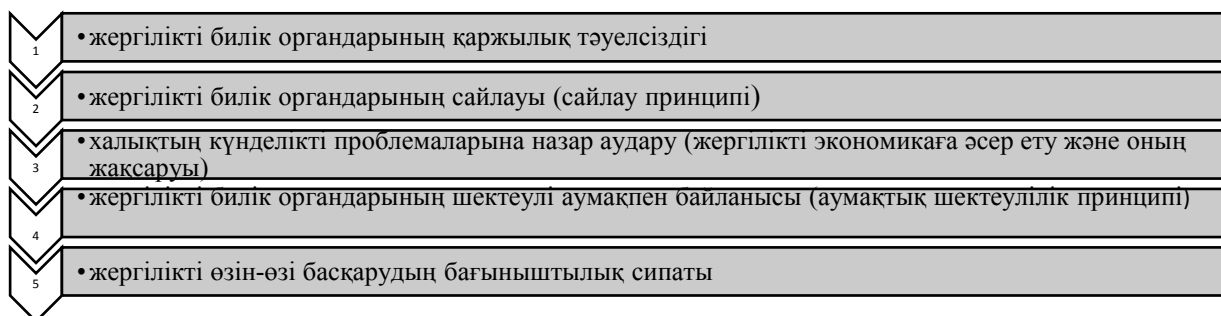 1
•жергілікті билік органдарының қаржылық тәуелсіздігі
2
•жергілікті билік органдарының сайлауы (сайлау принципі)
3
•халықтың күнделікті проблемаларына назар аудару (жергілікті экономикаға әсер ету және оның
жақсаруы)
4
•жергілікті билік органдарының шектеулі аумақпен байланысы (аумақтық шектеулілік принципі)
5
•жергілікті өзін-өзі басқарудың бағыныштылық сипаты